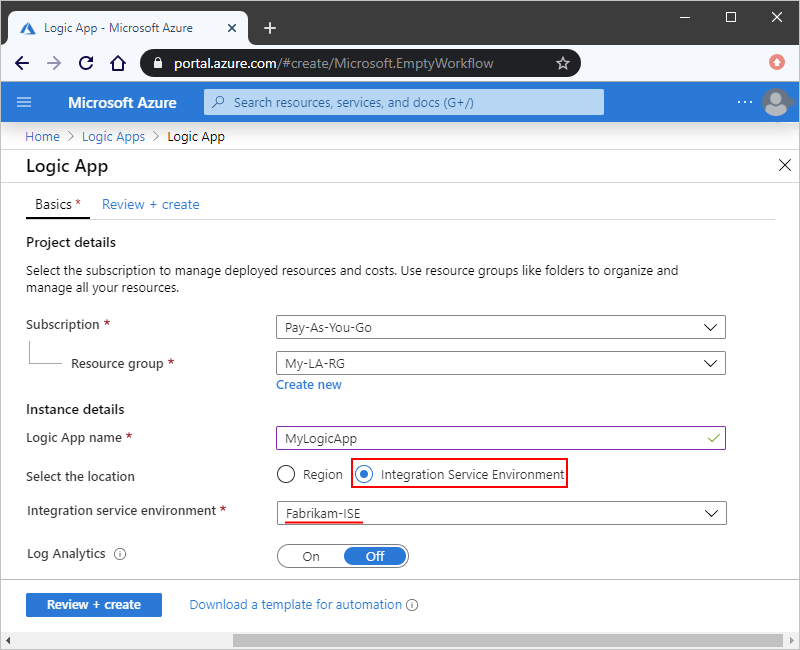 Logic App - Microsoft Azure
portal.azure.com/#create/Microsoft.EmptyWorkflow
Microsoft Azure
Search resources, services, and docs (G+/)
Home > Logic Apps > Logic App
Logic App
Basics * Review + create
Project details
Select the subscription to manage deployed resources and costs. Use resource groups like folders to organize and
manage all your resources.
Subscription * Pay-As-You-Go
Resource group * My-LA-RG
Create new
Instance details
Logic App name * MyLogicApp
Select the location Region Integration Service Environment
Integration service environment * Fabrikam-ISE
Log Analytics On Off
Review + create Download a template for automation